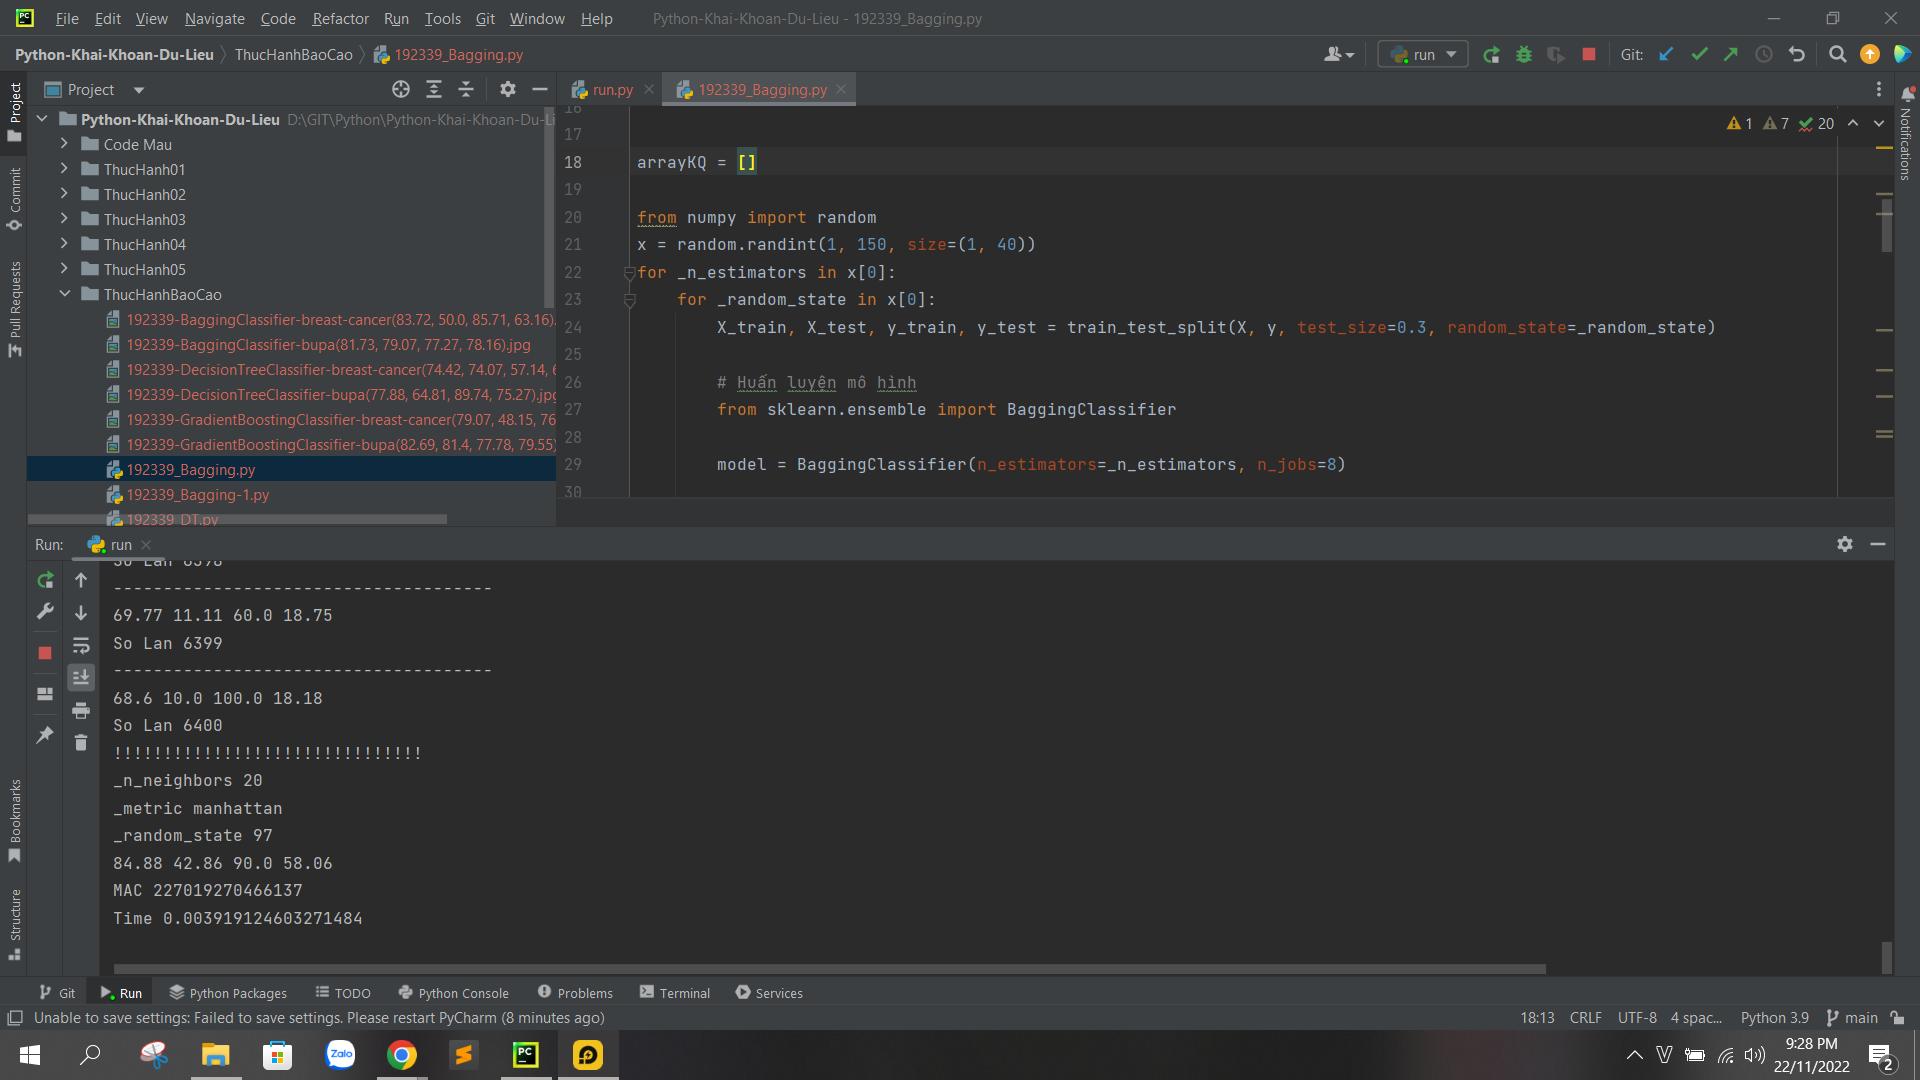 File Edit View Navigate Code Refactor Run Tools Git Window Help Python-Khai-Khoan-Du-Lieu - 192339_Bagging.py
Python-Khai-Khoan-Du-Lieu ThucHanhBaoCao 192339_Bagging.py run Git:
Project
run.py 192339_Bagging.py
Python-Khai-Khoan-Du-Lieu D:\GIT\Python\Python-Khai-Khoan-Du-Li
Code Mau
ThucHanh01
ThucHanh02
ThucHanh03
ThucHanh04
ThucHanh05
ThucHanhBaoCao
192339-BaggingClassifier-breast-cancer(83.72, 50.0, 85.71, 63.16).
192339-BaggingClassifier-bupa(81.73, 79.07, 77.27, 78.16).jpg
192339-DecisionTreeClassifier-breast-cancer(74.42, 74.07, 57.14, 6
192339-DecisionTreeClassifier-bupa(77.88, 64.81, 89.74, 75.27).jpg
192339-GradientBoostingClassifier-breast-cancer(79.07, 48.15, 76
192339-GradientBoostingClassifier-bupa(82.69, 81.4, 77.78, 79.55)
192339_Bagging.py
192339_Bagging-1.py
192339_DT.py
1 7 20
16
17
18 arrayKQ = []
19
20 from numpy import random
21 x = random.randint(1, 150, size=(1, 40))
22 for _n_estimators in x[0]:
23 for _random_state in x[0]:
24 X_train, X_test, y_train, y_test = train_test_split(X, y, test_size=0.3, random_state=_random_state)
25
26 # Huấn luyện mô hình
27 from sklearn.ensemble import BaggingClassifier
28
29 model = BaggingClassifier(n_estimators=_n_estimators, n_jobs=8)
30
Project
Commit
Pull Requests
Bookmarks
Structure
Notifications
Run: run
So Lan 6398
--------------------------------------
69.77 11.11 60.0 18.75
So Lan 6399
--------------------------------------
68.6 10.0 100.0 18.18
So Lan 6400
!!!!!!!!!!!!!!!!!!!!!!!!!!!!!!!
_n_neighbors 20
_metric manhattan
_random_state 97
84.88 42.86 90.0 58.06
MAC 227019270466137
Time 0.003919124603271484
Git Run Python Packages TODO Python Console Problems Terminal Services
Unable to save settings: Failed to save settings. Please restart PyCharm (8 minutes ago) 18:13 CRLF UTF-8 4 spac... Python 3.9 main
Zalo
PC
9:28 PM
22/11/2022
2